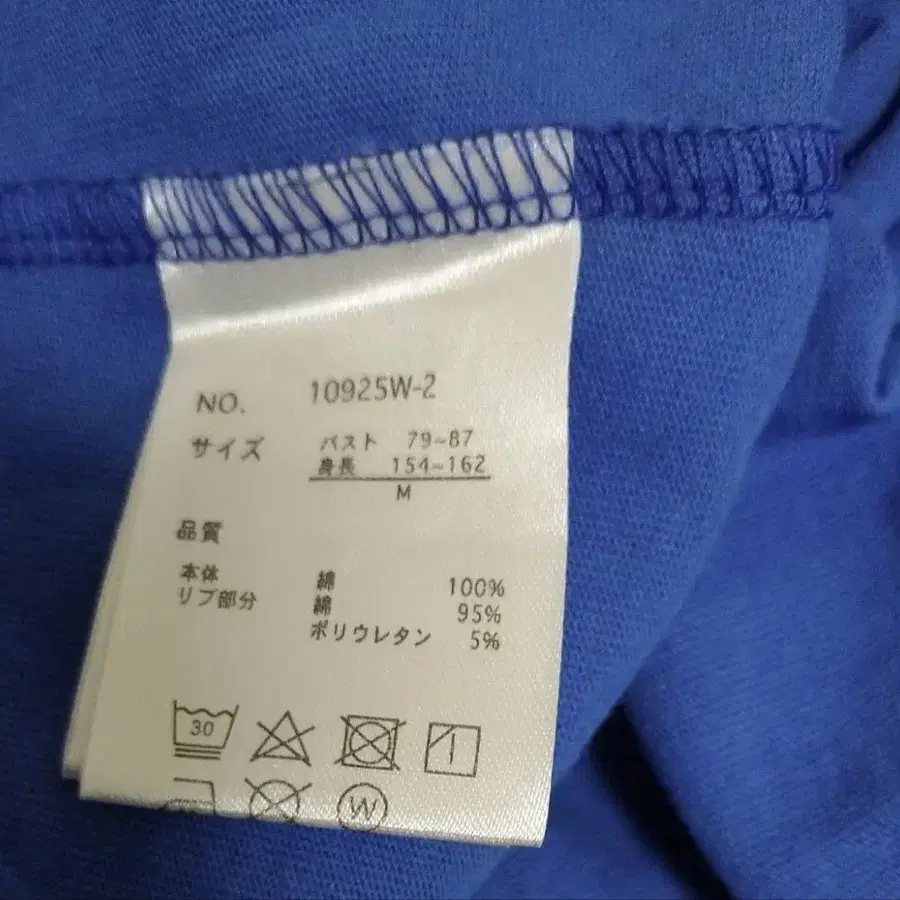 NO. 10925W-2
サイズ バスト 79~87
身長 154~162
M
品質
本体 綿 100%
リブ部分 綿 95%
ポリウレタン 5%
30
W